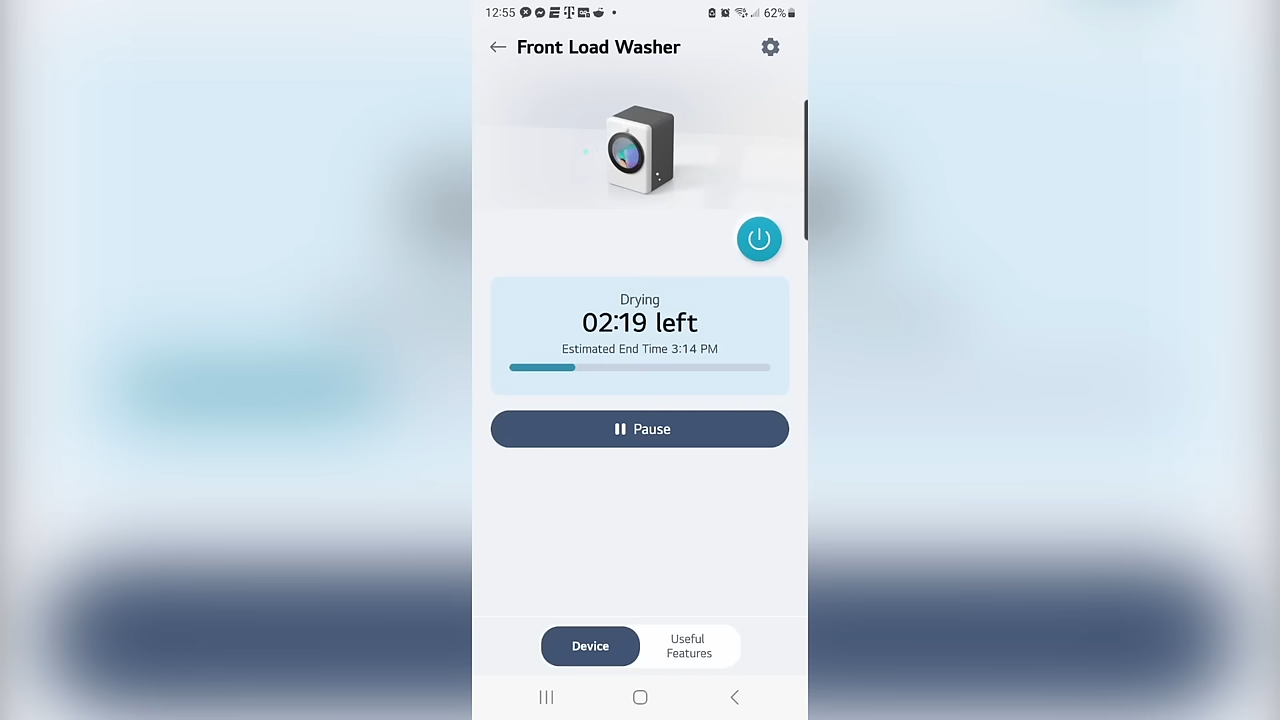 12:55
62%
Front Load Washer
Drying
02:19 left
Estimated End Time 3:14 PM
Pause
Device
Useful
Features